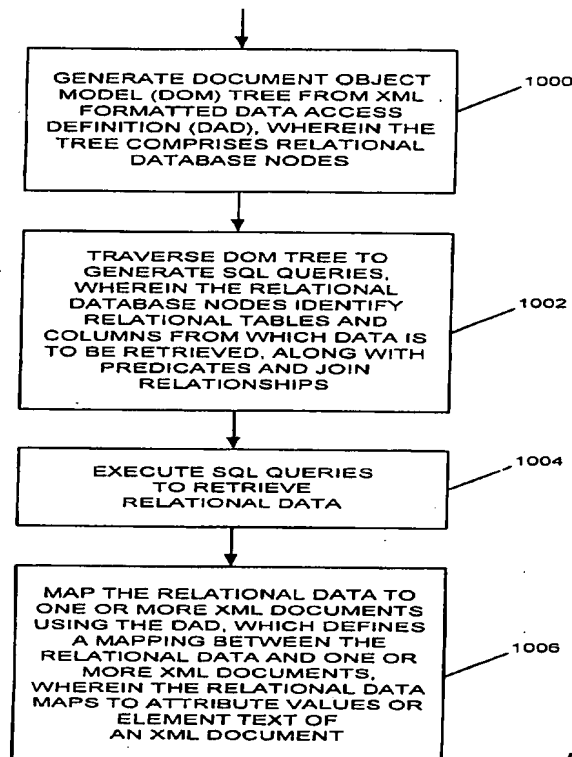 GENERATE DOCUMENT OBJECT
MODEL (DOM) TREE FROM XML
FORMATTED DATA ACCESS
DEFINITION (DAD), WHEREIN THE
TREE COMPRISES RELATIONAL
DATABASE NODES
1000
TRAVERSE DOM TREE TO
GENERATE SQL QUERIES,
WHEREIN THE RELATIONAL
DATABASE NODES IDENTIFY
RELATIONAL TABLES AND
COLUMNS FROM WHICH DATA IS
TO BE RETRIEVED, ALONG WITH
PREDICATES AND JOIN
RELATIONSHIPS
1002
EXECUTE SQL QUERIES
TO RETRIEVE
RELATIONAL DATA
1004
MAP THE RELATIONAL DATA TO
ONE OR MORE XML DOCUMENTS
USING THE DAD, WHICH DEFINES
A MAPPING BETWEEN THE
RELATIONAL DATA AND ONE OR
MORE XML DOCUMENTS,
WHEREIN THE RELATIONAL DATA
MAPS TO ATTRIBUTE VALUES OR
ELEMENT TEXT OF
AN XML DOCUMENT
1006